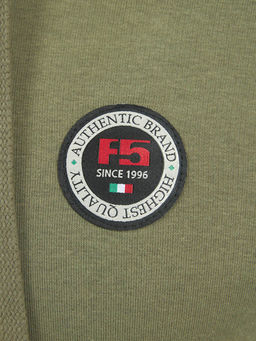 AUTHENTIC BRAND
F5
SINCE 1996
HIGHEST QUALITY